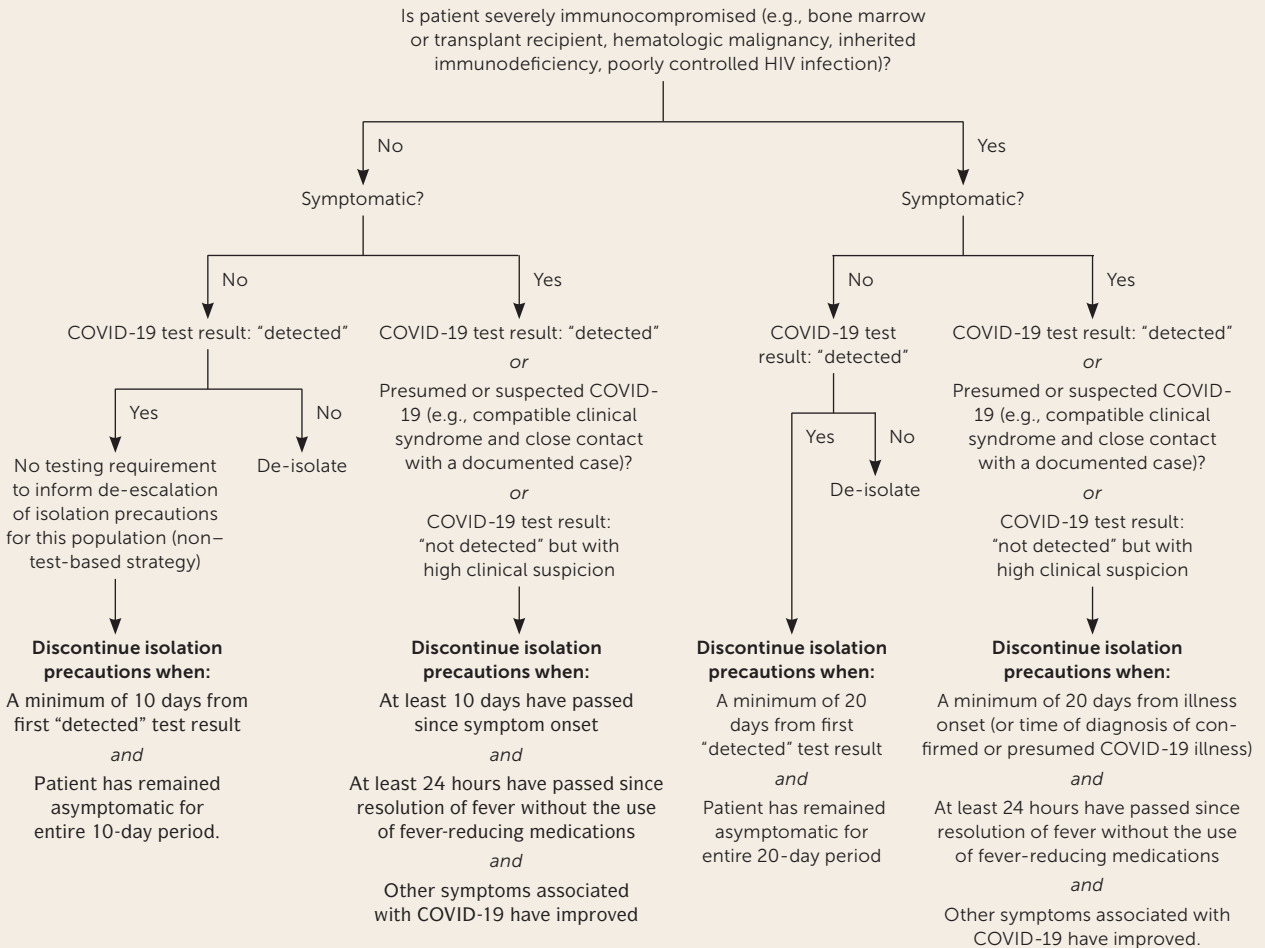 Is patient severely immunocompromised (e.g., bone marrow
or transplant recipient, hematologic malignancy, inherited
immunodeficiency, poorly controlled HIV infection)?
No
Yes
Symptomatic?
Symptomatic?
No
Yes
No
Yes
COVID-19 test result: “detected”
Yes
No
No testing requirement
to inform de-escalation
of isolation precautions
for this population (non–
test-based strategy)
De-isolate
Discontinue isolation
precautions when:
A minimum of 10 days from
first “detected” test result
and
Patient has remained
asymptomatic for
entire 10-day period.
COVID-19 test result: “detected”
or
Presumed or suspected COVID-
19 (e.g., compatible clinical
syndrome and close contact
with a documented case)?
or
COVID-19 test result:
“not detected” but with
high clinical suspicion
Discontinue isolation
precautions when:
At least 10 days have passed
since symptom onset
and
At least 24 hours have passed since
resolution of fever without the use
of fever-reducing medications
and
Other symptoms associated
with COVID-19 have improved
COVID-19 test
result: “detected”
Yes
No
De-isolate
Discontinue isolation
precautions when:
A minimum of 20
days from first
“detected” test result
and
Patient has remained
asymptomatic for
entire 20-day period
COVID-19 test result: “detected”
or
Presumed or suspected COVID-
19 (e.g., compatible clinical
syndrome and close contact
with a documented case)?
or
COVID-19 test result:
“not detected” but with
high clinical suspicion
Discontinue isolation
precautions when:
A minimum of 20 days from illness
onset (or time of diagnosis of con-
firmed or presumed COVID-19 illness)
and
At least 24 hours have passed since
resolution of fever without the use
of fever-reducing medications
and
Other symptoms associated with
COVID-19 have improved.